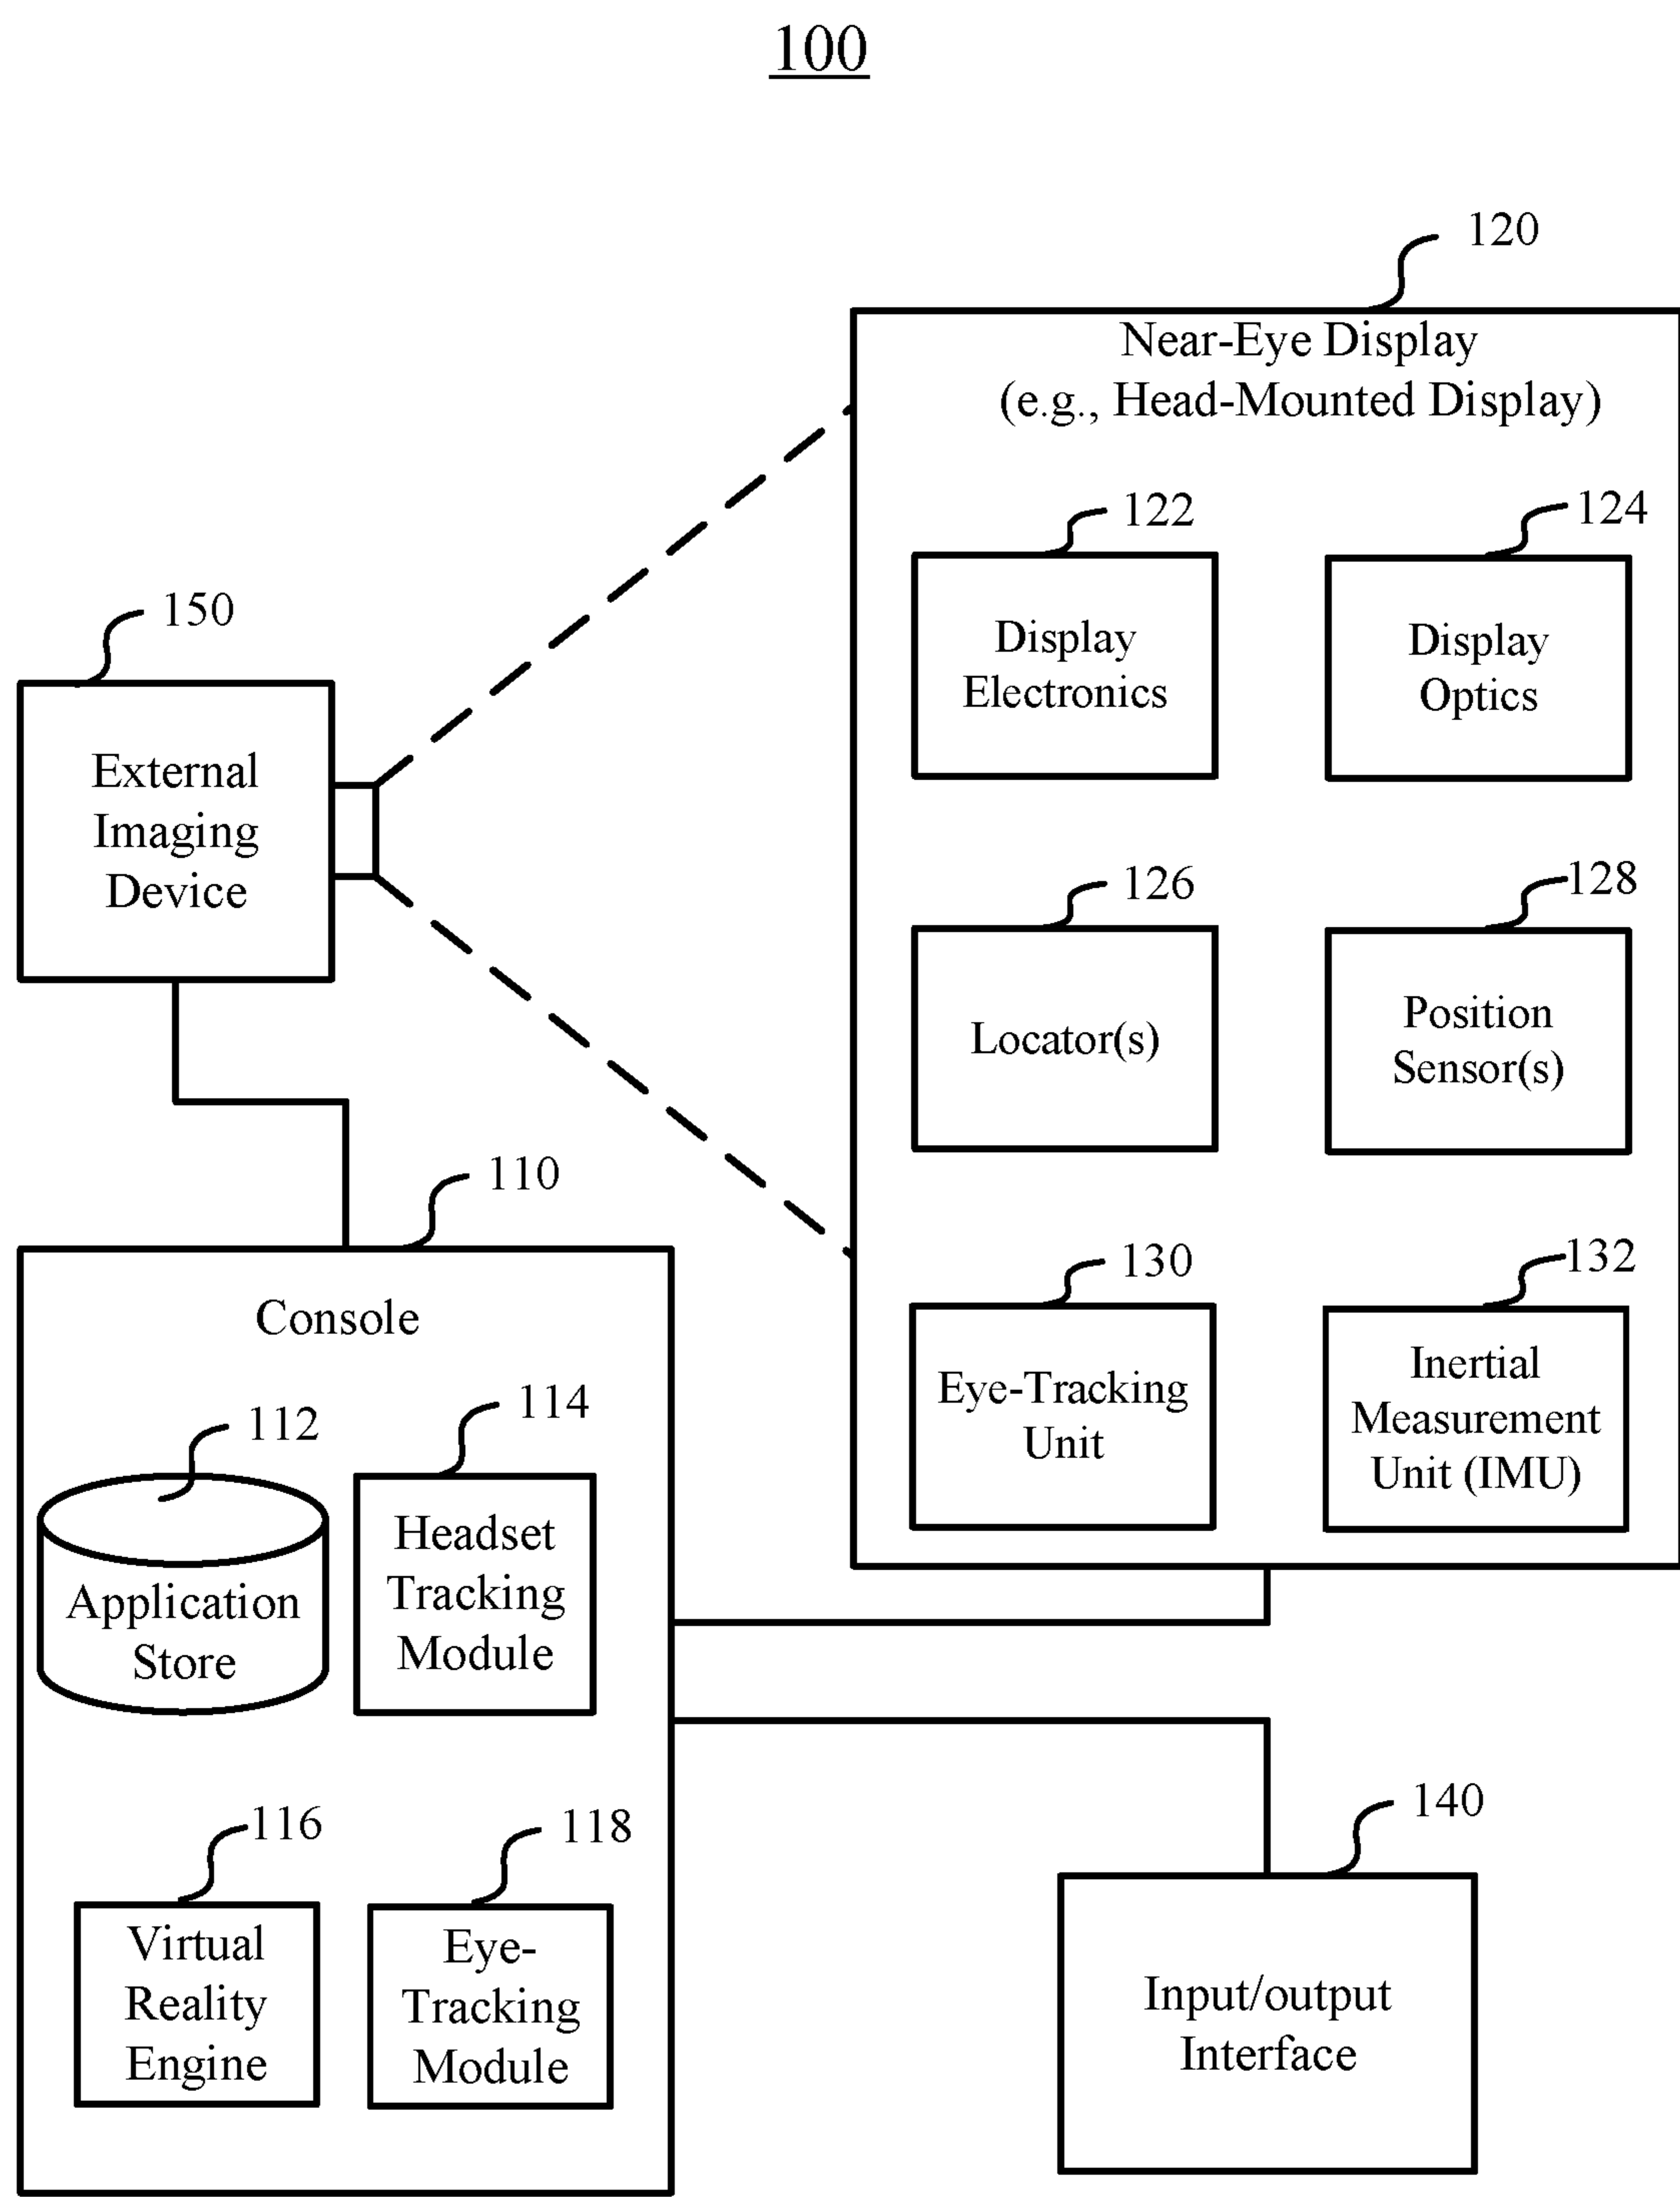 100
120
Near-Eye Display
(e.g., Head-Mounted Display)
122
Display
Electronics
124
Display
Optics
150
External
Imaging
Device
126
Locator(s)
128
Position
Sensor(s)
130
Eye-Tracking
Unit
132
Inertial
Measurement
Unit (IMU)
110
Console
112
Application
Store
114
Headset
Tracking
Module
116
Virtual
Reality
Engine
118
Eye-
Tracking
Module
140
Input/output
Interface